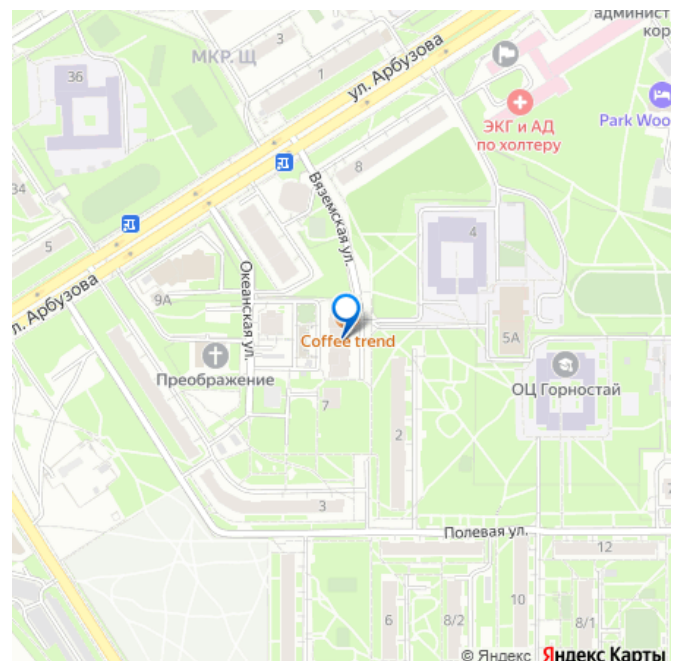 админист
кор
3
МКР. Щ
36
1
ул. Арбузова
Park Woo
ЭКГ и АД
по холтеру
8
34
Вяземская ул.
4
5
Океанская ул.
л. Арбузова
9А
Coffee trend
5А
Преображение
ОЦ Горностай
7
2
3
Полевая ул.
12
10
6
8/2
8/1
© Яндекс Яндекс Карты